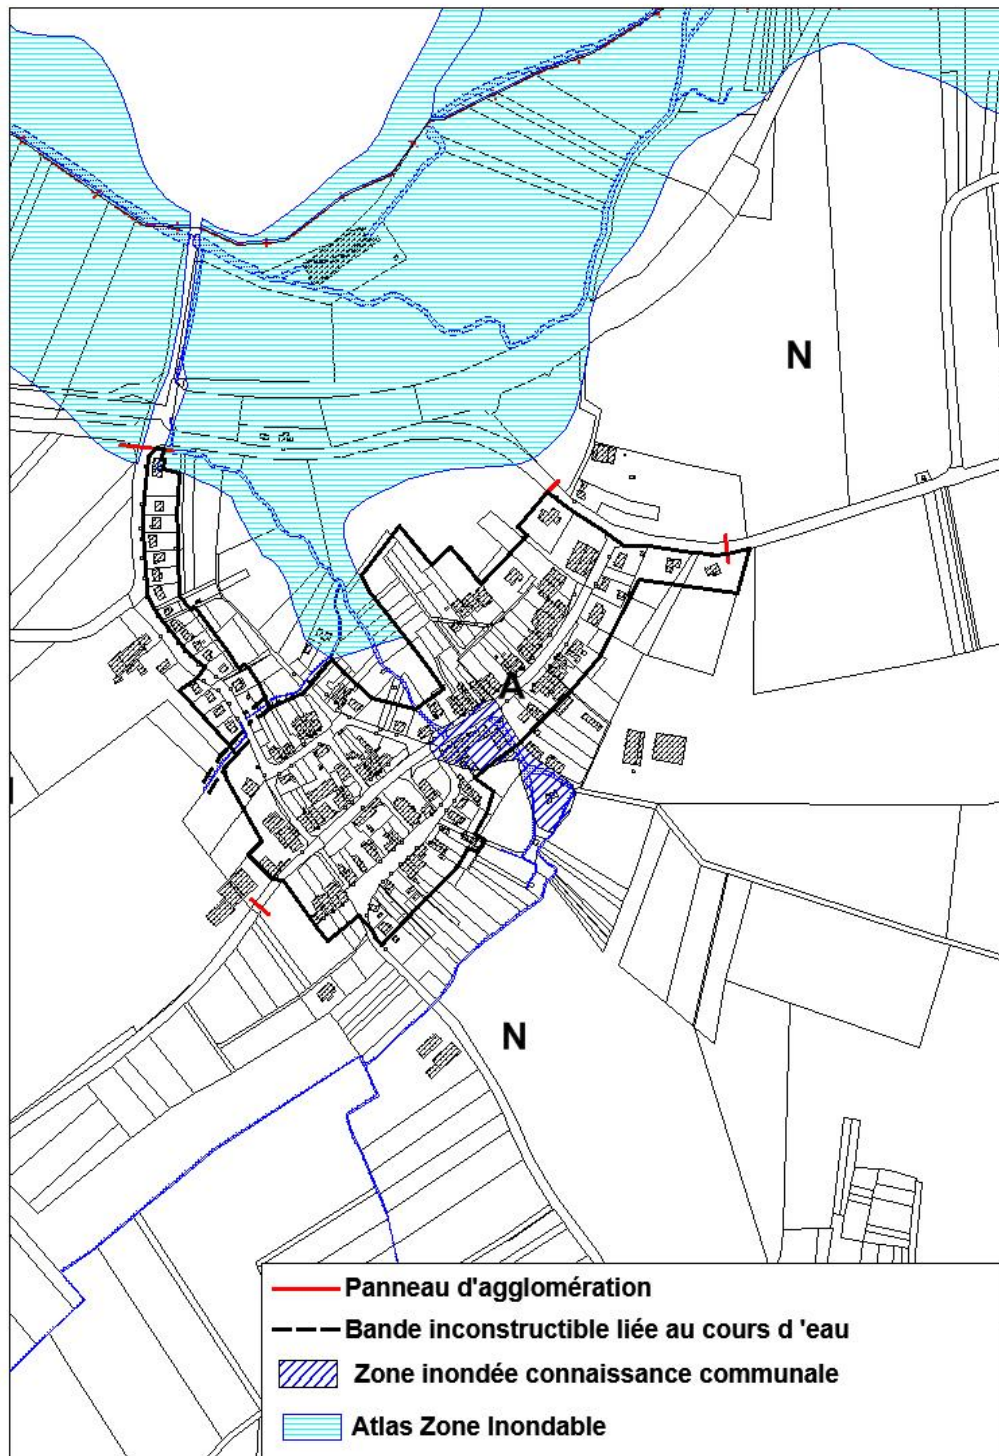 N
A
N
Panneau d'agglomération
Bande inconstructible liée au cours d 'eau
Zone inondée connaissance communale
Atlas Zone Inondable